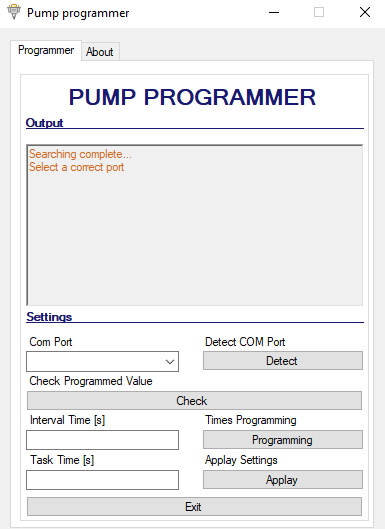 Pump programmer
Programmer About
PUMP PROGRAMMER
Output
Searching complete...
Select a correct port
Settings
Com Port Detect COM Port
Detect
Check Programmed Value
Check
Interval Time [s] Times Programming
Programming
Task Time [s] Applay Settings
Applay
Exit